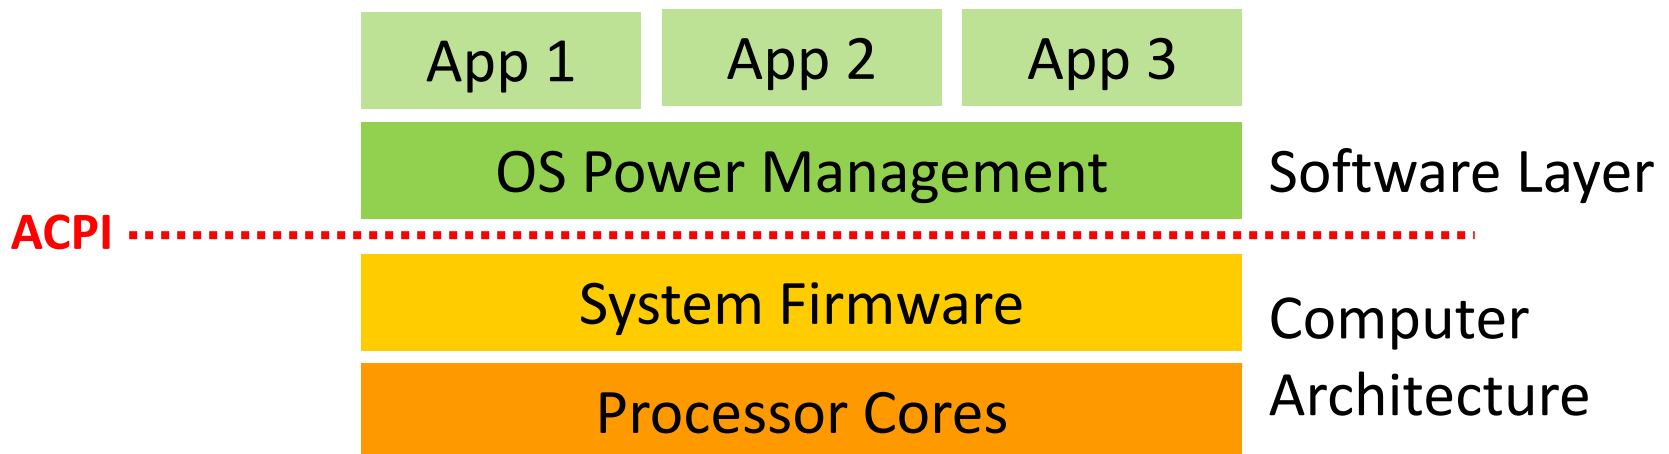 App 1
App 2
App 3
OS Power Management
Software Layer
ACPI
System Firmware
Computer
Architecture
Processor Cores